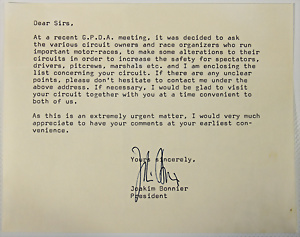 Dear Sirs,
At a recent G.P.D.A. meeting, it was decided to ask
the various circuit owners and race organizers who run
important motor-races, to make some alterations to their
circuits in order to increase the safety for spectators,
drivers, pitcrews, marshals etc. and I am enclosing the
list concerning your circuit. If there are any unclear
points, please don't hesitate to contact me under the
above address. If necessary, I would be glad to visit
your circuit together with you at a time convenient to
both of us.
As this is an extremely urgent matter, I would very much
appreciate to have your comments at your earliest con-
venience.
Yours sincerely,
Joakim Bonnier
President